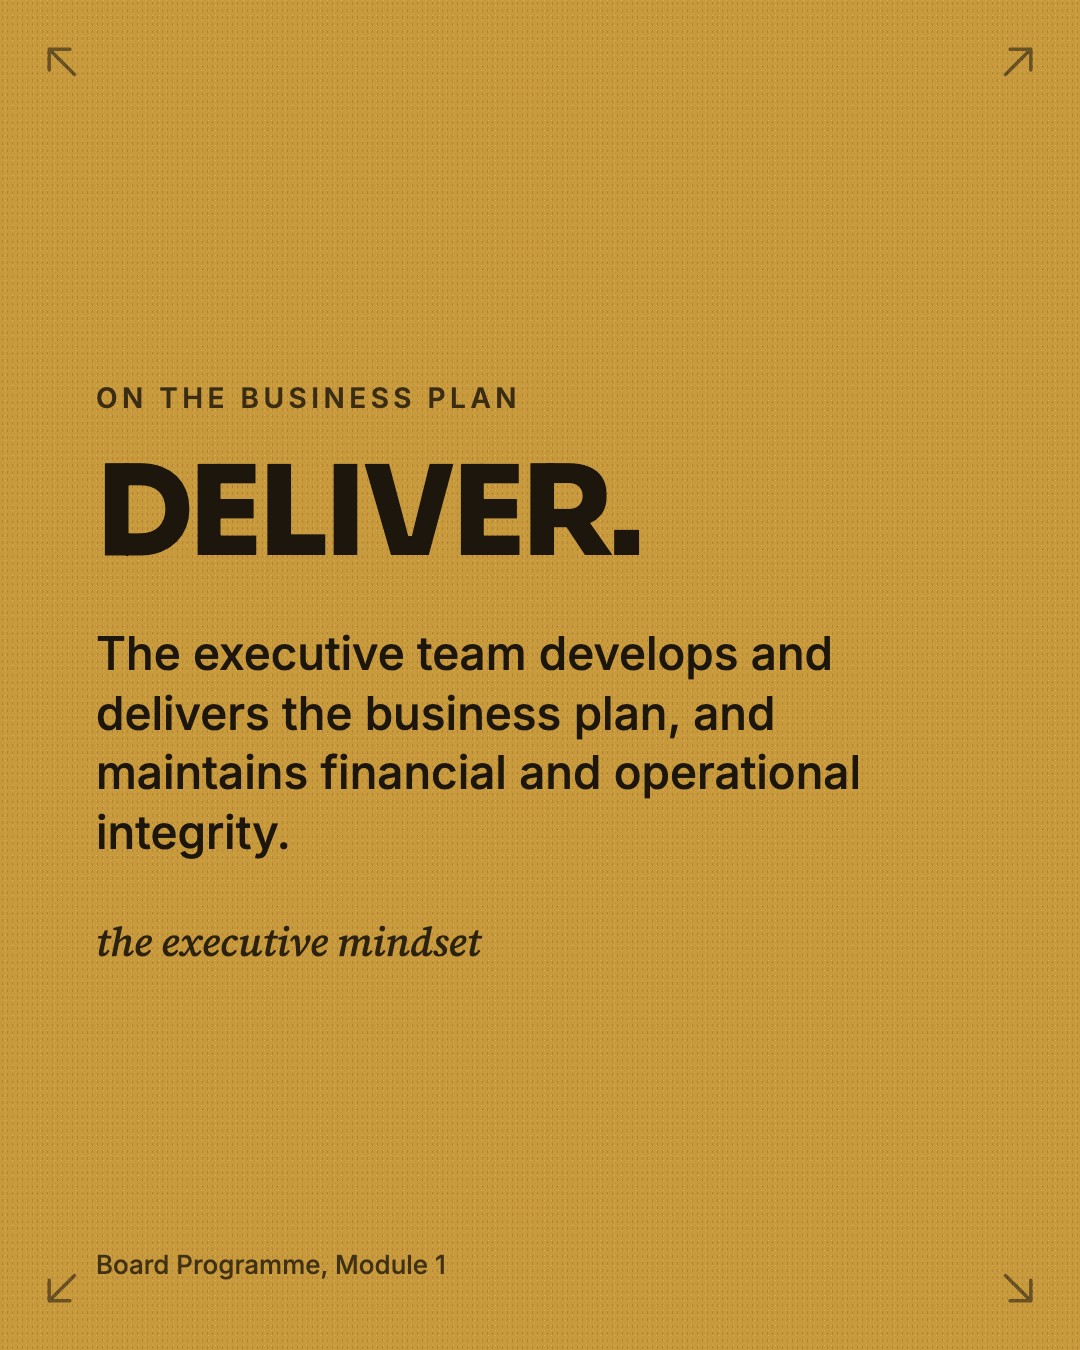 ON THE BUSINESS PLAN
DELIVER.
The executive team develops and
delivers the business plan, and
maintains financial and operational
integrity.
the executive mindset
Board Programme, Module 1